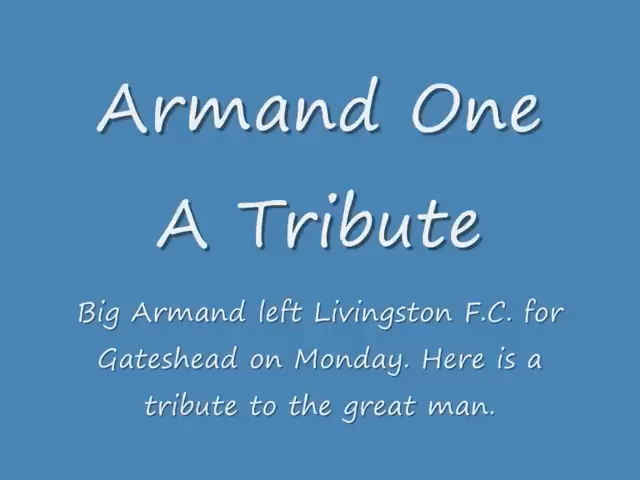 Armand One
A Tribute
Big Armand left Livingston F.C. for
Gateshead on Monday. Here is a
tribute to the great man.